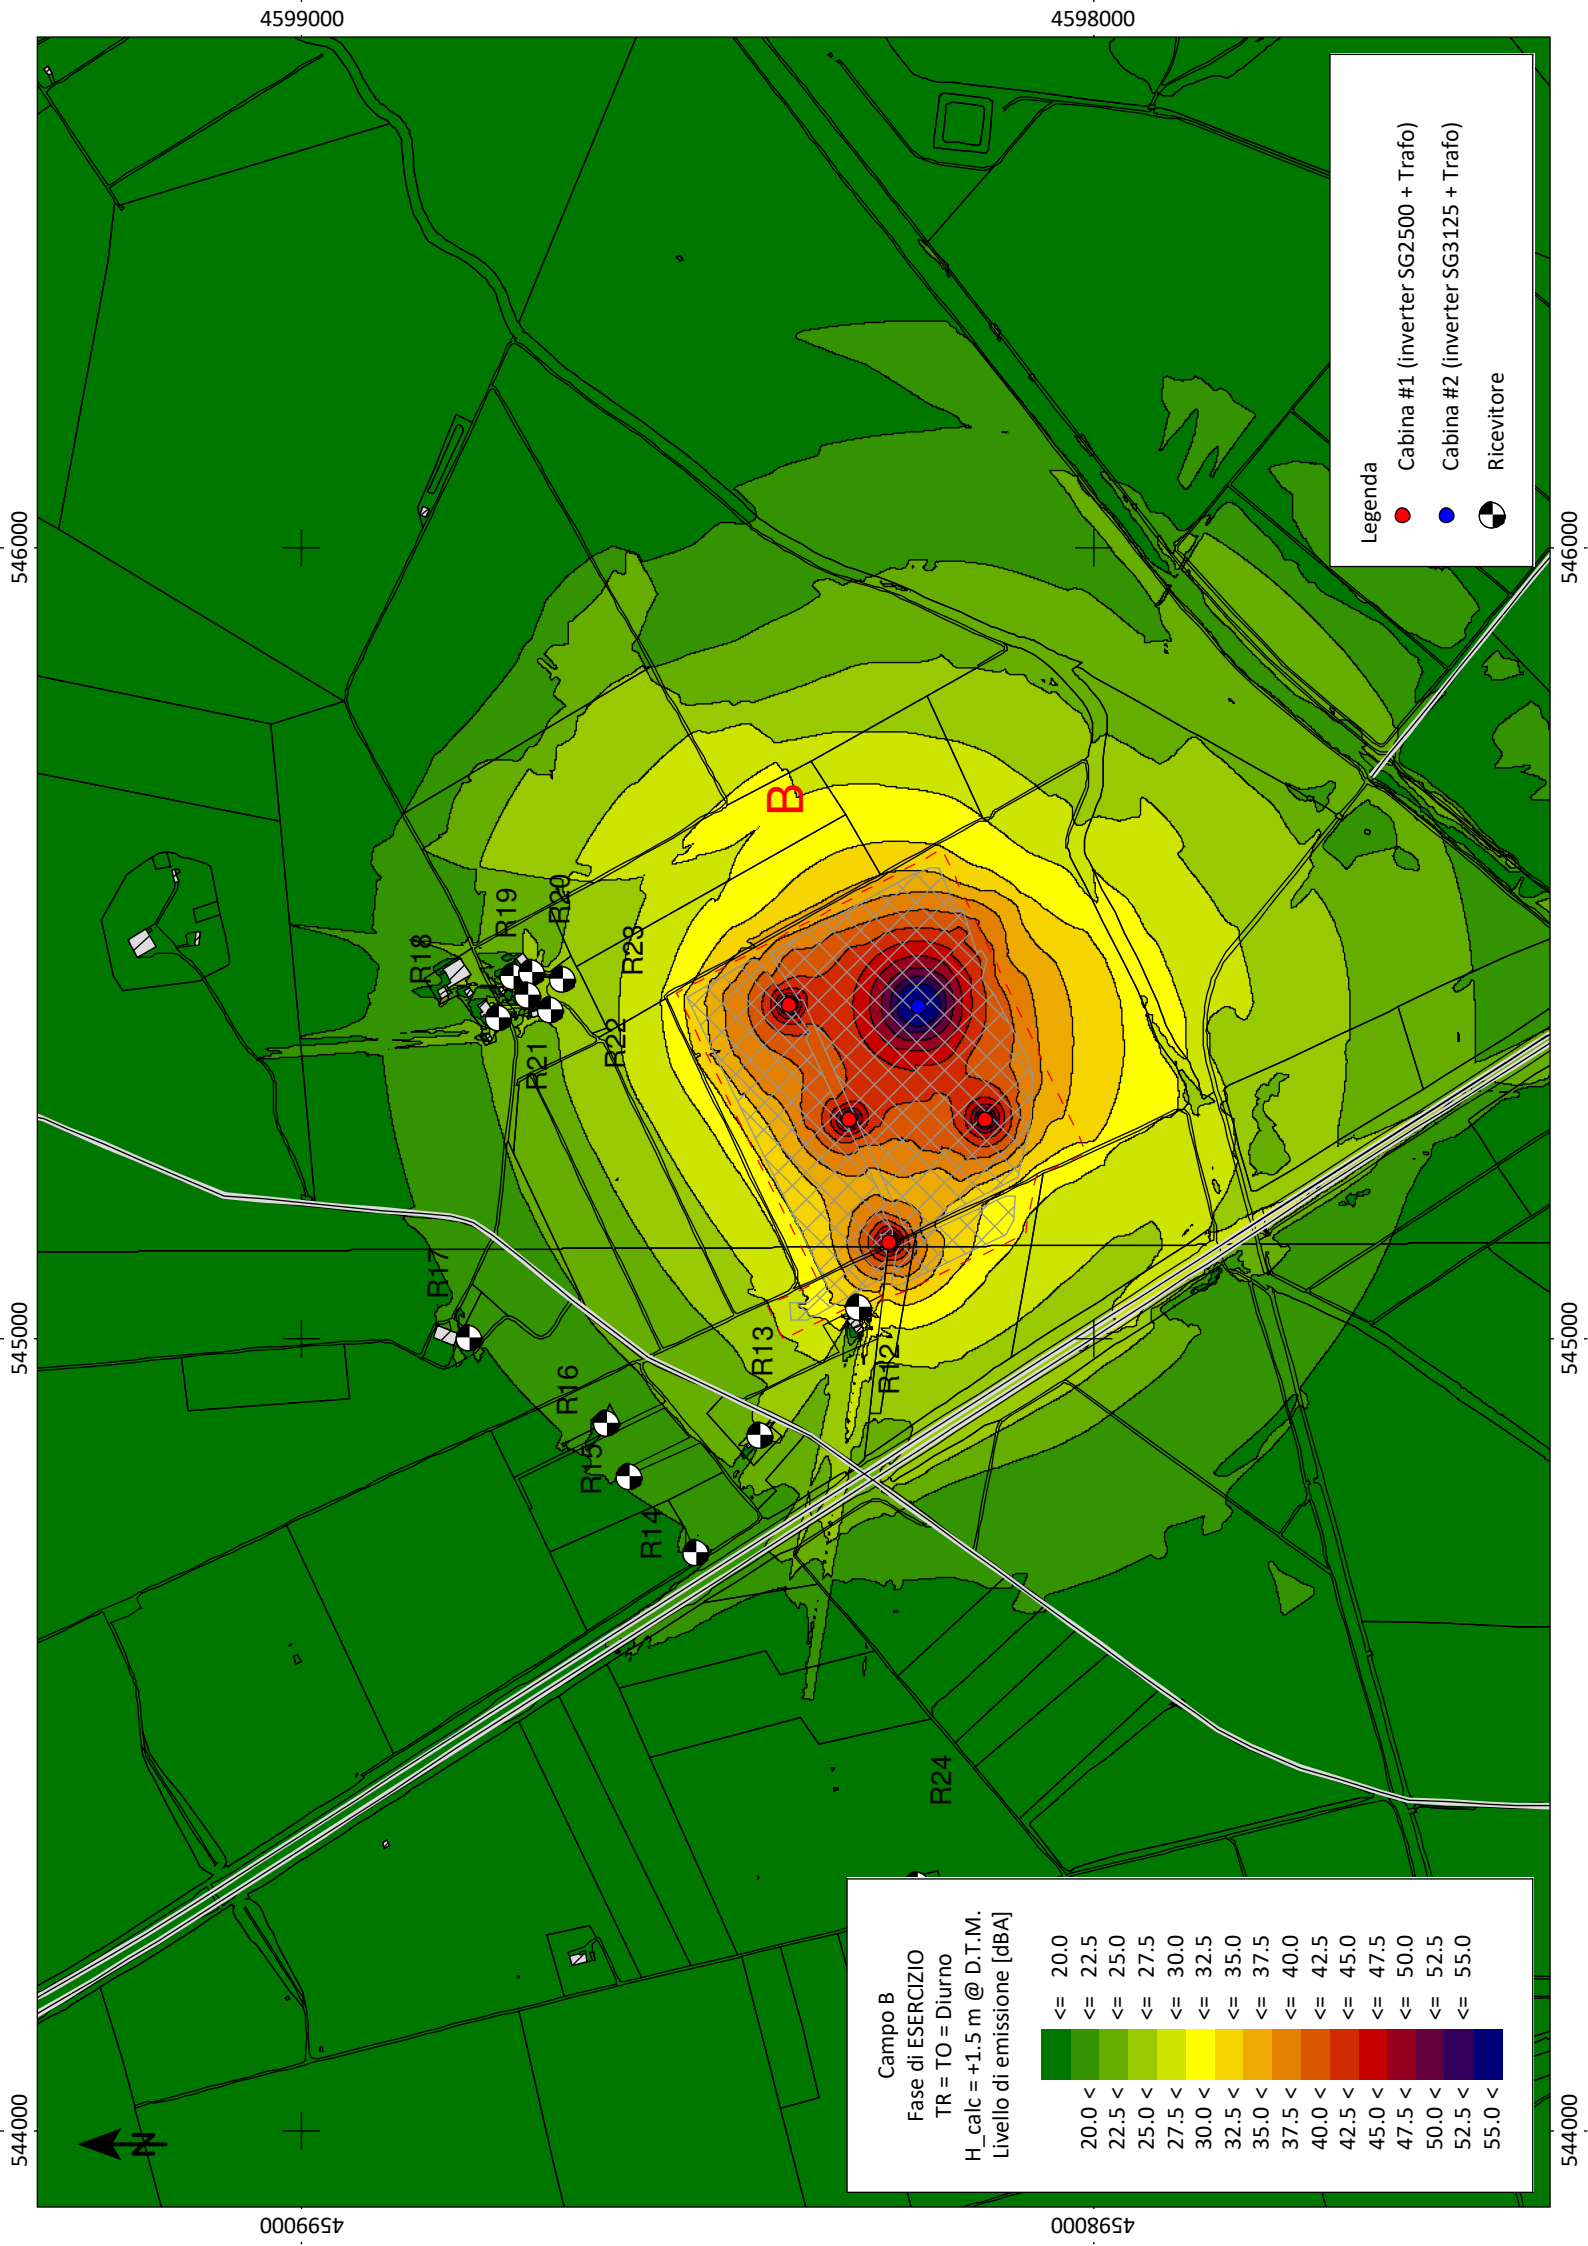 544000
545000
546000
4599000
4599000
4598000
4598000
544000
545000
546000
N
R17
R18
R19
R20
R21
R22
R23
R16
R15
R14
R13
R12
R24
B
Campo B
Fase di ESERCIZIO
TR = TO = Diurno
H_calc = +1.5 m @ D.T.M.
Livello di emissione [dBA]
<= 20.0
20.0 < <= 22.5
22.5 < <= 25.0
25.0 < <= 27.5
27.5 < <= 30.0
30.0 < <= 32.5
32.5 < <= 35.0
35.0 < <= 37.5
37.5 < <= 40.0
40.0 < <= 42.5
42.5 < <= 45.0
45.0 < <= 47.5
47.5 < <= 50.0
50.0 < <= 52.5
52.5 < <= 55.0
55.0 <
Legenda
Cabina #1 (inverter SG2500 + Trafo)
Cabina #2 (inverter SG3125 + Trafo)
Ricevitore